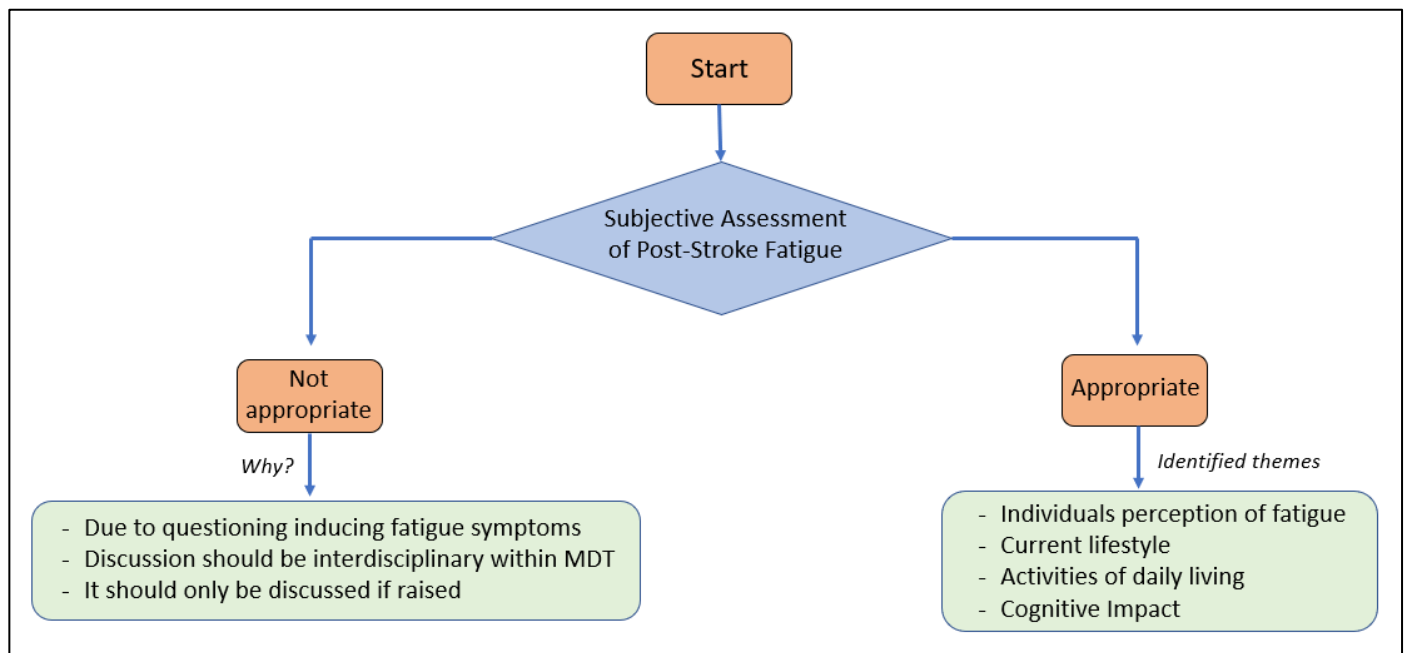 Start
Subjective Assessment
of Post-Stroke Fatigue
Not
appropriate
Appropriate
Why?
Identified themes
- Due to questioning inducing fatigue symptoms
- Discussion should be interdisciplinary within MDT
- It should only be discussed if raised
- Individuals perception of fatigue
- Current lifestyle
- Activities of daily living
- Cognitive Impact